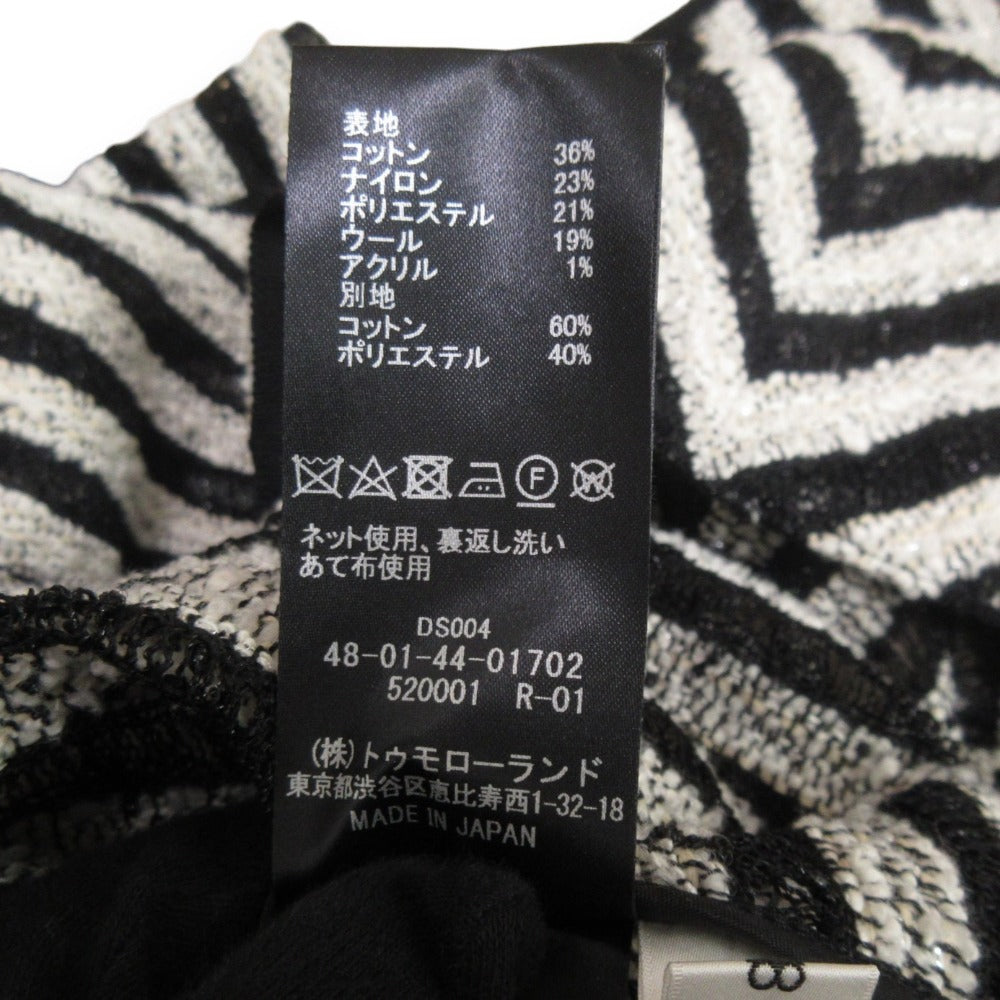 表地
コットン 36%
ナイロン 23%
ポリエステル 21%
ウール 19%
アクリル 1%
別地
コットン 60%
ポリエステル 40%
F W
ネット使用、裏返し洗い
あて布使用
DS004
48-01-44-01702
520001 R-01
(株)トゥモローランド
東京都渋谷区恵比寿西1-32-18
MADE IN JAPAN